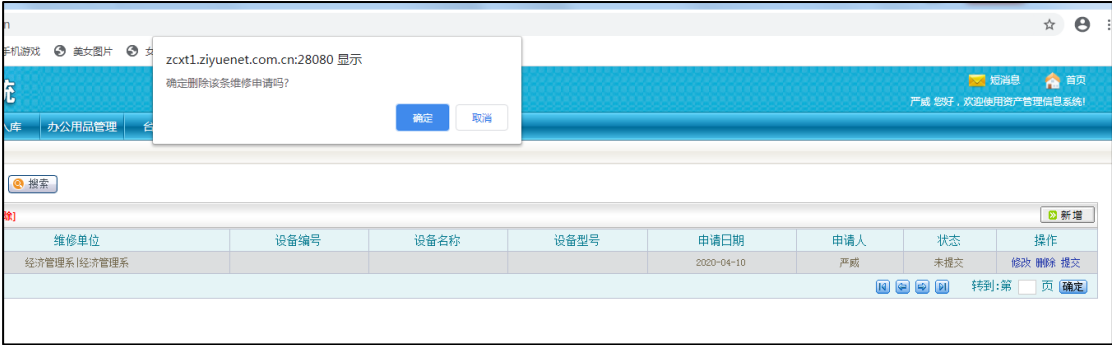 n
手机游戏 美女图片 女
zcxt1.ziyuenet.com.cn:28080 显示
确定删除该条维修申请吗?
确定 取消
统
短消息 首页
严威 您好，欢迎使用资产管理信息系统!
入库 办公用品管理 台
搜索
除]
新增
维修单位 设备编号 设备名称 设备型号 申请日期 申请人 状态 操作
经济管理系|经济管理系 2020-04-10 严威 未提交 修改 删除 提交
转到:第 页 确定